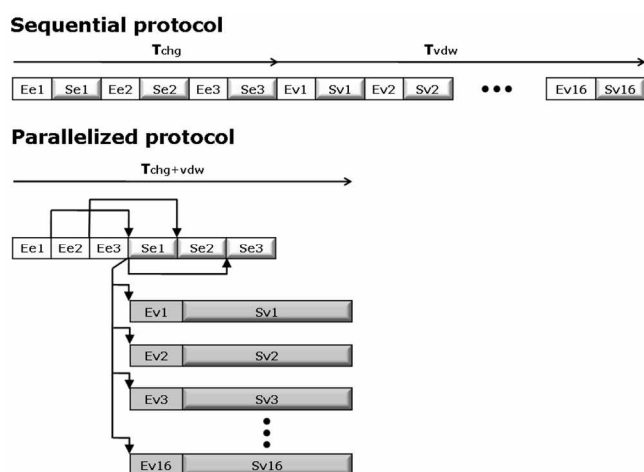 Sequential protocol
Tchg Tvdw
Ee1 Se1 Ee2 Se2 Ee3 Se3 Ev1 Sv1 Ev2 Sv2 ••• Ev16 Sv16
Parallelized protocol
Tchg+vdw
Ee1 Ee2 Ee3 Se1 Se2 Se3
Ev1 Sv1
Ev2 Sv2
Ev3 Sv3
Ev16 Sv16